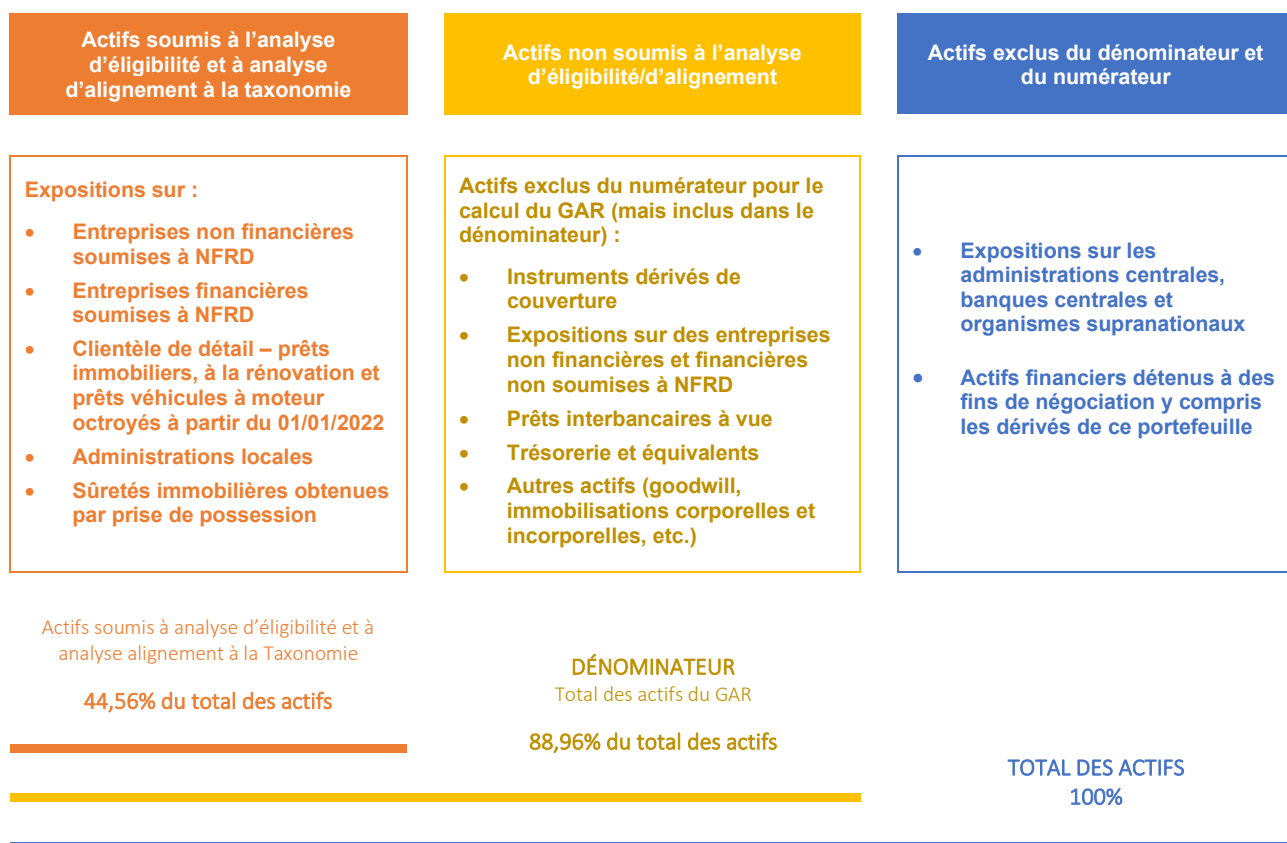 Actifs soumis à l’analyse
d’éligibilité et à analyse
d’alignement à la taxonomie
Actifs non soumis à l’analyse
d’éligibilité/d’alignement
Actifs exclus du dénominateur et
du numérateur
Expositions sur :
• Entreprises non financières
soumises à NFRD
• Entreprises financières
soumises à NFRD
• Clientèle de détail – prêts
immobiliers, à la rénovation et
prêts véhicules à moteur
octroyés à partir du 01/01/2022
• Administrations locales
• Sûretés immobilières obtenues
par prise de possession
Actifs exclus du numérateur pour le
calcul du GAR (mais inclus dans le
dénominateur) :
• Instruments dérivés de
couverture
• Expositions sur des entreprises
non financières et financières
non soumises à NFRD
• Prêts interbancaires à vue
• Trésorerie et équivalents
• Autres actifs (goodwill,
immobilisations corporelles et
incorporelles, etc.)
• Expositions sur les
administrations centrales,
banques centrales et
organismes supranationaux
• Actifs financiers détenus à des
fins de négociation y compris
les dérivés de ce portefeuille
Actifs soumis à analyse d’éligibilité et à
analyse alignement à la Taxonomie
44,56% du total des actifs
DÉNOMINATEUR
Total des actifs du GAR
88,96% du total des actifs
TOTAL DES ACTIFS
100%